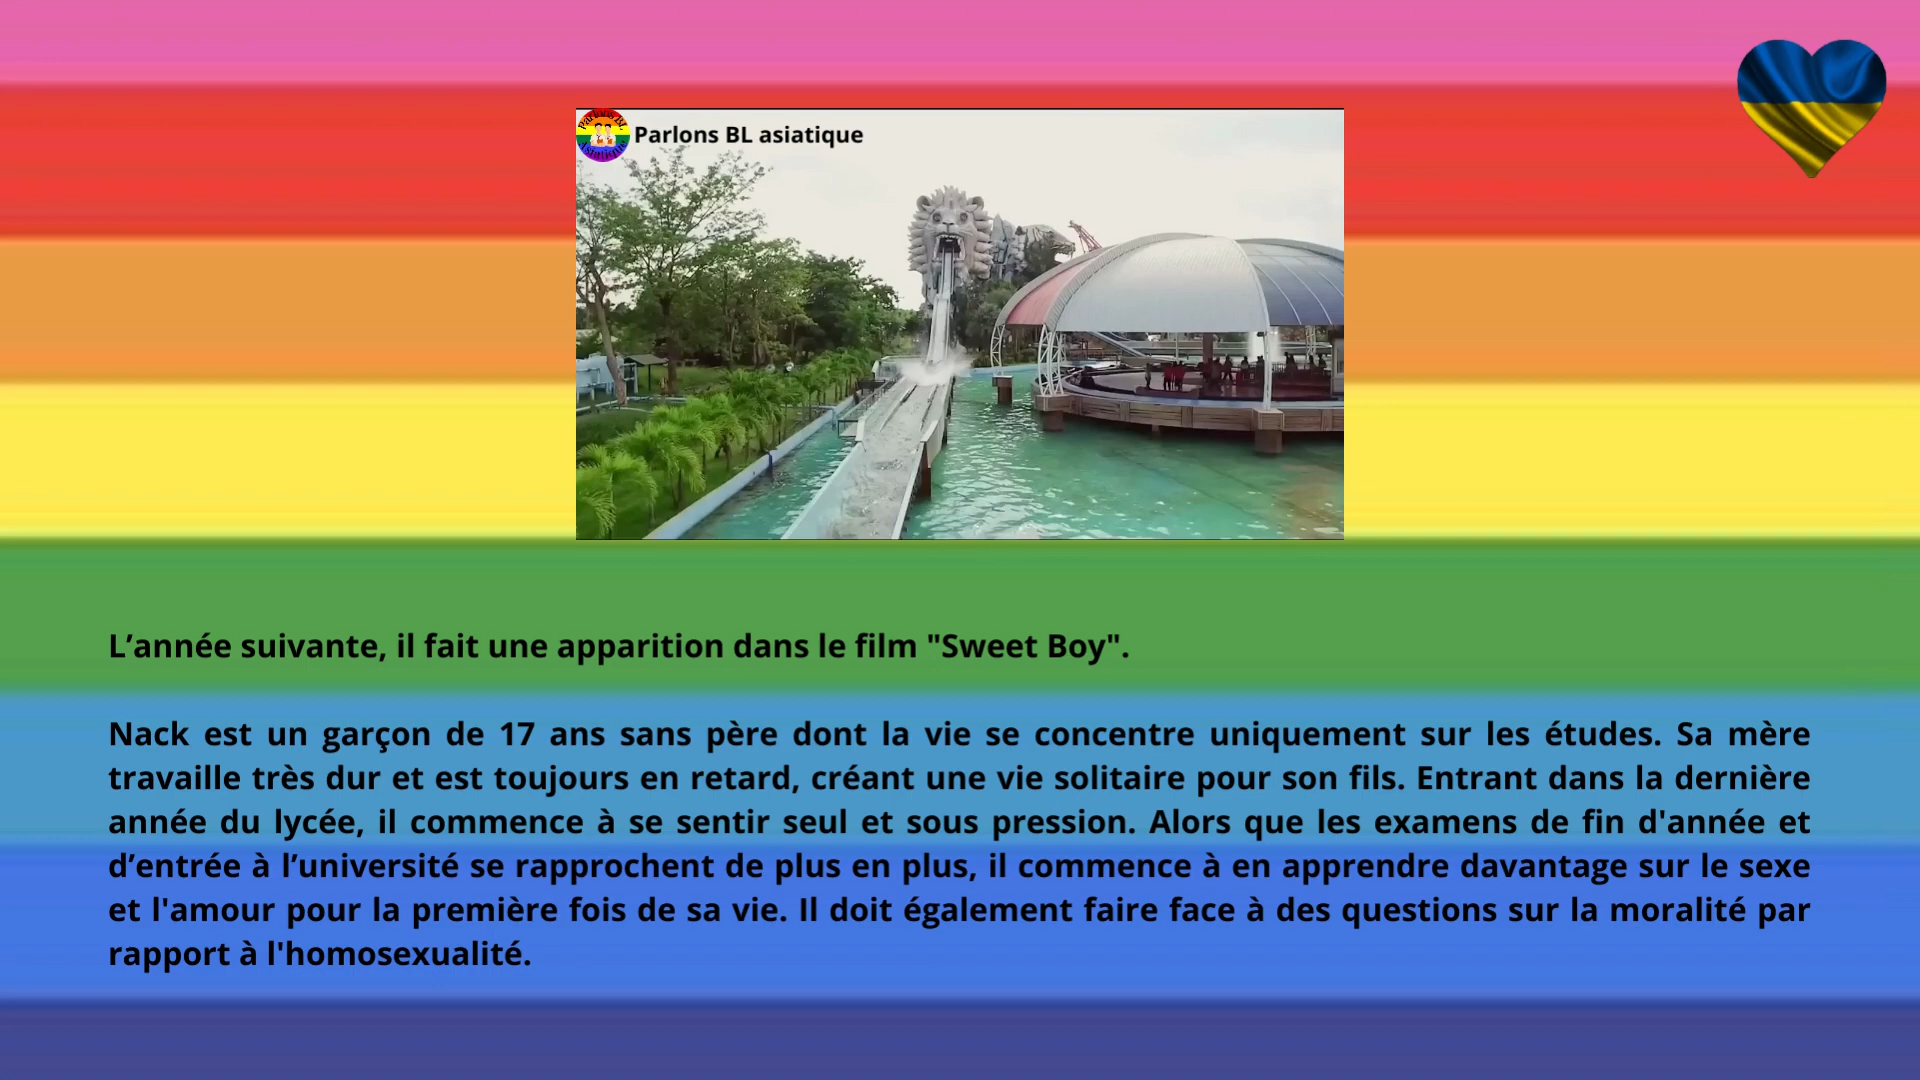 Parlons BL
Asiatique
Parlons BL asiatique
L’année suivante, il fait une apparition dans le film "Sweet Boy".
Nack est un garçon de 17 ans sans père dont la vie se concentre uniquement sur les études. Sa mère
travaille très dur et est toujours en retard, créant une vie solitaire pour son fils. Entrant dans la dernière
année du lycée, il commence à se sentir seul et sous pression. Alors que les examens de fin d'année et
d’entrée à l’université se rapprochent de plus en plus, il commence à en apprendre davantage sur le sexe
et l'amour pour la première fois de sa vie. Il doit également faire face à des questions sur la moralité par
rapport à l'homosexualité.